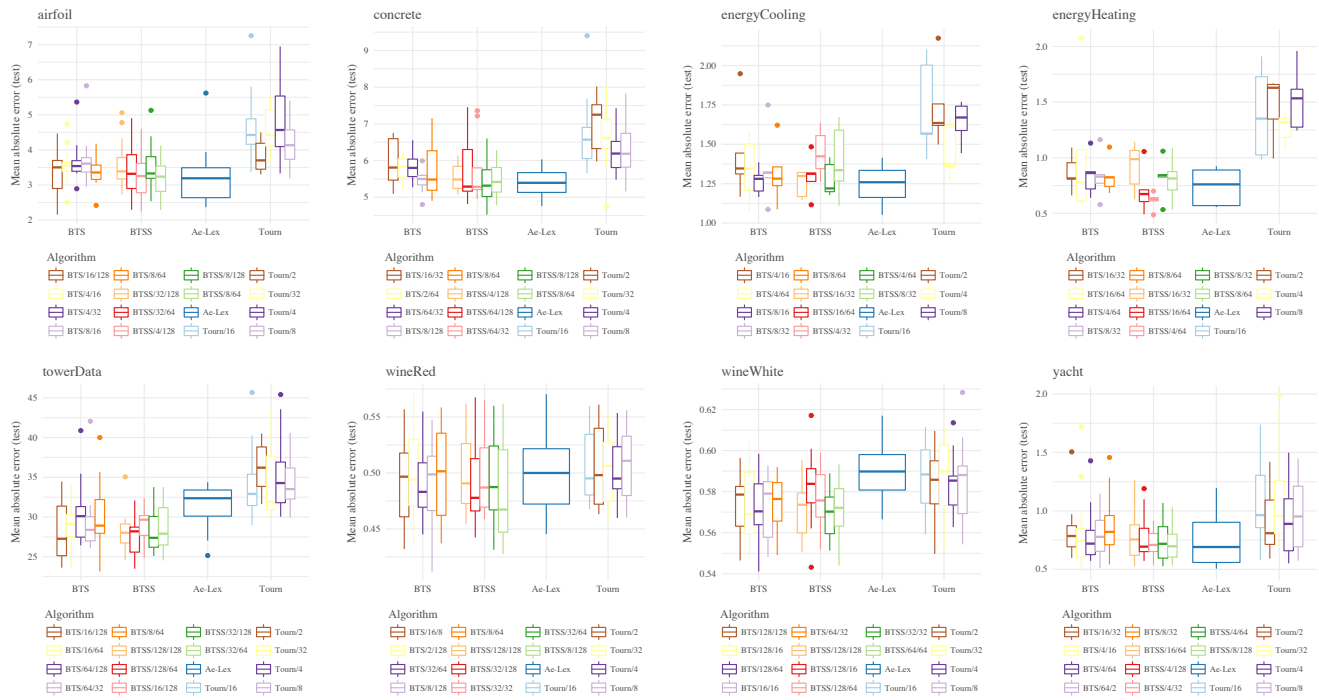 airfoil
concrete
energyCooling
energyHeating
Mean absolute error (test)
7
6
5
4
3
2
BTS BTSS Ae-Lex Tourn
Mean absolute error (test)
9
8
7
6
5
BTS BTSS Ae-Lex Tourn
Mean absolute error (test)
2.00
1.75
1.50
1.25
1.00
BTS BTSS Ae-Lex Tourn
Mean absolute error (test)
2.0
1.5
1.0
0.5
BTS BTSS Ae-Lex Tourn
Algorithm
BTS/16/128 BTS/8/64 BTSS/8/128 Tourn/2
BTS/4/16 BTSS/32/128 BTSS/8/64 Tourn/32
BTS/4/32 BTSS/32/64 Ae-Lex Tourn/4
BTS/8/16 BTSS/4/128 Tourn/16 Tourn/8
Algorithm
BTS/16/32 BTS/8/64 BTSS/8/128 Tourn/2
BTS/2/64 BTSS/4/128 BTSS/8/64 Tourn/32
BTS/64/32 BTSS/64/128 Ae-Lex Tourn/4
BTS/8/128 BTSS/64/32 Tourn/16 Tourn/8
Algorithm
BTS/4/16 BTS/8/64 BTSS/4/64 Tourn/2
BTS/4/64 BTSS/16/32 BTSS/8/32 Tourn/4
BTS/8/16 BTSS/16/64 Ae-Lex Tourn/8
BTS/8/32 BTSS/4/32 Tourn/16
Algorithm
BTS/16/32 BTS/8/64 BTSS/8/32 Tourn/2
BTS/16/64 BTSS/16/32 BTSS/8/64 Tourn/4
BTS/4/64 BTSS/16/64 Ae-Lex Tourn/8
BTS/8/32 BTSS/4/64 Tourn/16
towerData
wineRed
wineWhite
yacht
Mean absolute error (test)
45
40
35
30
25
BTS BTSS Ae-Lex Tourn
Mean absolute error (test)
0.55
0.50
0.45
BTS BTSS Ae-Lex Tourn
Mean absolute error (test)
0.62
0.60
0.58
0.56
0.54
BTS BTSS Ae-Lex Tourn
Mean absolute error (test)
2.0
1.5
1.0
0.5
BTS BTSS Ae-Lex Tourn
Algorithm
BTS/16/128 BTS/8/64 BTSS/32/128 Tourn/2
BTS/16/64 BTSS/128/128 BTSS/32/64 Tourn/32
BTS/64/128 BTSS/128/64 Ae-Lex Tourn/4
BTS/64/32 BTSS/16/128 Tourn/16 Tourn/8
Algorithm
BTS/16/8 BTS/8/64 BTSS/32/64 Tourn/2
BTS/2/128 BTSS/128/128 BTSS/8/128 Tourn/32
BTS/32/64 BTSS/32/128 Ae-Lex Tourn/4
BTS/8/128 BTSS/32/32 Tourn/16 Tourn/8
Algorithm
BTS/128/128 BTS/64/32 BTSS/32/32 Tourn/2
BTS/128/16 BTSS/128/128 BTSS/64/64 Tourn/32
BTS/128/64 BTSS/128/16 Ae-Lex Tourn/4
BTS/16/16 BTSS/128/64 Tourn/16 Tourn/8
Algorithm
BTS/16/32 BTS/8/32 BTSS/4/64 Tourn/2
BTS/4/16 BTSS/16/64 BTSS/8/128 Tourn/32
BTS/4/64 BTSS/4/128 Ae-Lex Tourn/4
BTS/64/2 BTSS/4/32 Tourn/16 Tourn/8